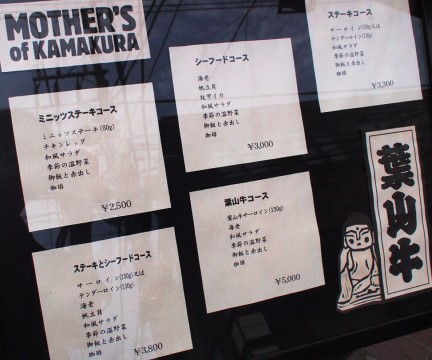 MOTHER'S
of KAMAKURA
ミニッツステーキコース
ミニッツステーキ(80g)
チキンレッグ
和風サラダ
季節の温野菜
御飯と赤出し
珈琲
¥2,500
ステーキとシーフードコース
サーロイン(130g)又は
テンダーロイン(130g)
海老
帆立貝
和風サラダ
季節の温野菜
御飯と赤出し
珈琲
¥3,800
シーフードコース
海老
帆立貝
紋甲イカ
和風サラダ
季節の温野菜
御飯と赤出し
珈琲
¥3,000
葉山牛コース
葉山牛サーロイン(130g)
海老
和風サラダ
季節の温野菜
御飯と赤出し
珈琲
¥5,000
ステーキコース
サーロイン(130g)又は
テンダーロイン(130g)
和風サラダ
季節の温野菜
御飯と赤出し
珈琲
¥3,300
葉山牛